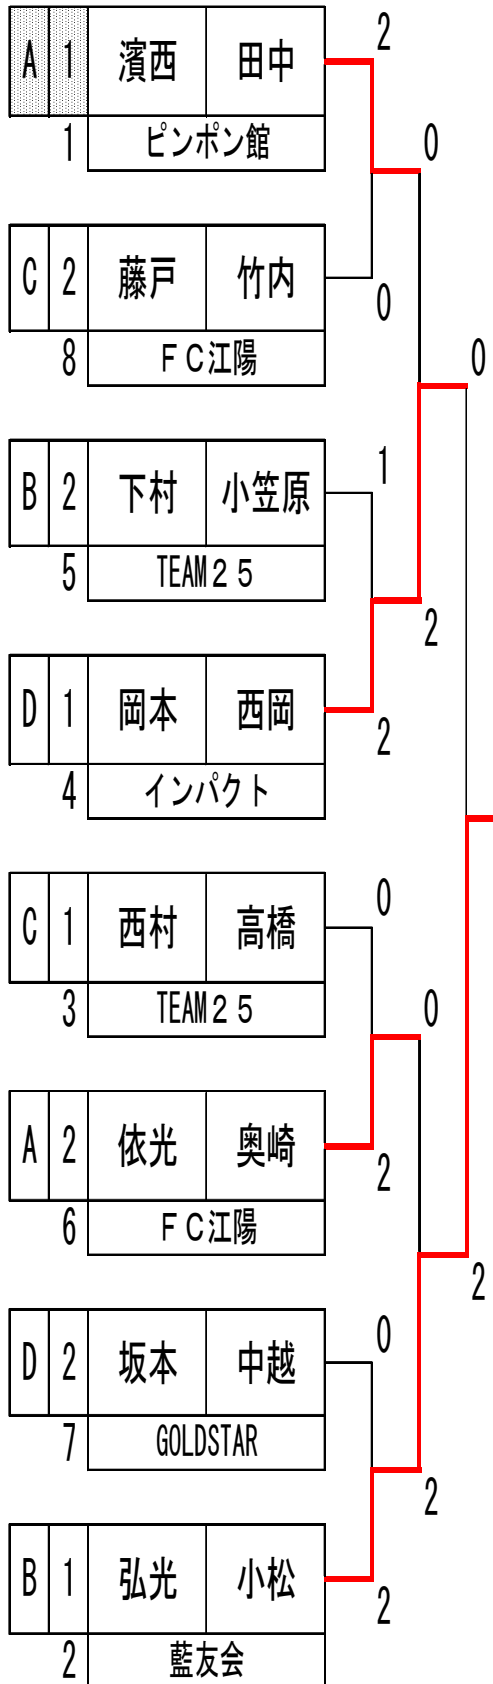 A 1 濱西 田中 2
1 ピンポン館 0
C 2 藤戸 竹内 0
8 ＦＣ江陽 0
B 2 下村 小笠原 1
5 TEAM２５ 2
D 1 岡本 西岡 2
4 インパクト
C 1 西村 高橋 0
3 TEAM２５ 0
A 2 依光 奥崎 2
6 ＦＣ江陽 2
D 2 坂本 中越 0
7 GOLDSTAR 2
B 1 弘光 小松 2
2 藍友会